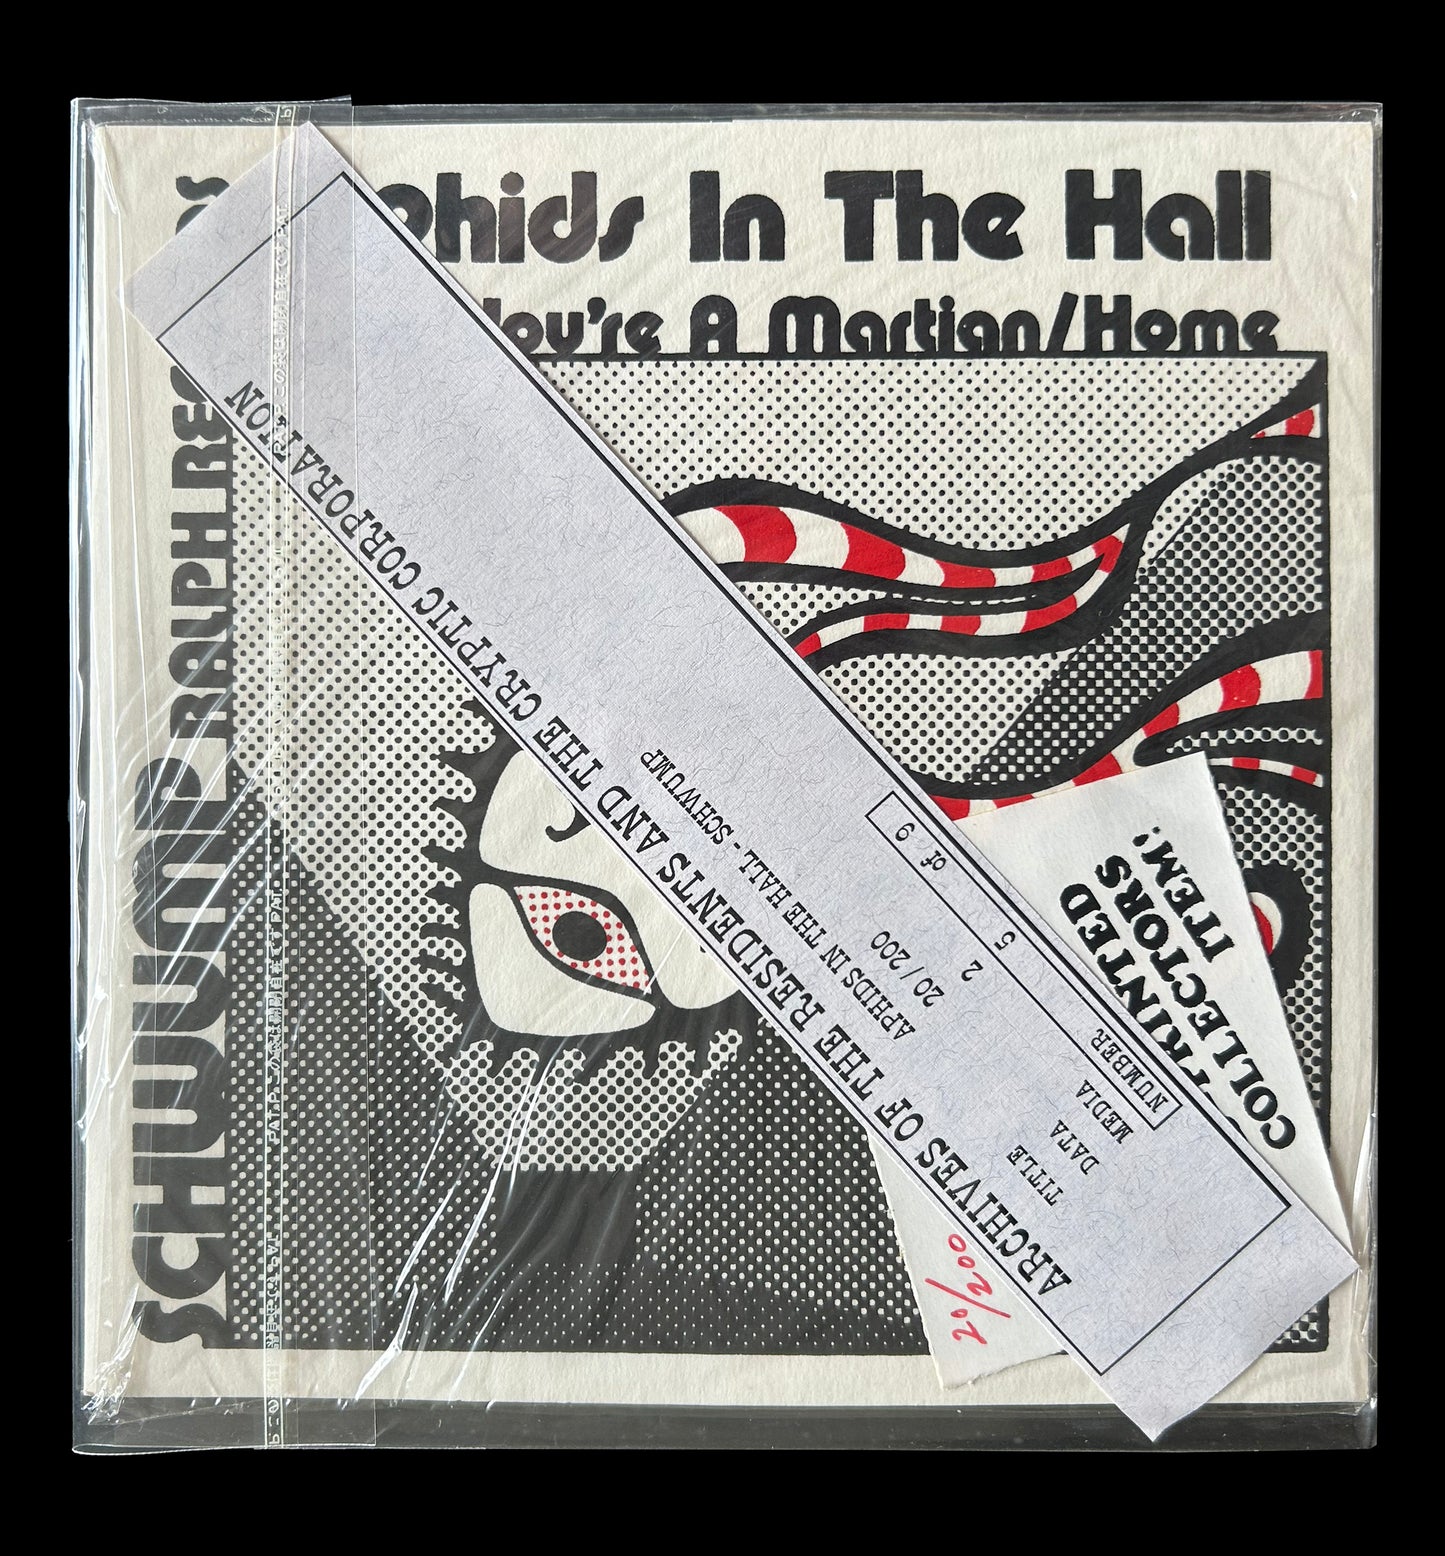 phids In The Hall
You're A Martian/Home
SCHWUMP
RALPH RE
ARCHIVES OF THE RESIDENTS AND THE CRYPTIC CORPORATION
TITLE APHIDS IN THE HALL - SCHWUMP
DATA 20/200
MEDIA 2
NUMBER 5 of 9
RINTED
COLLECTORS
ITEM!
20/200